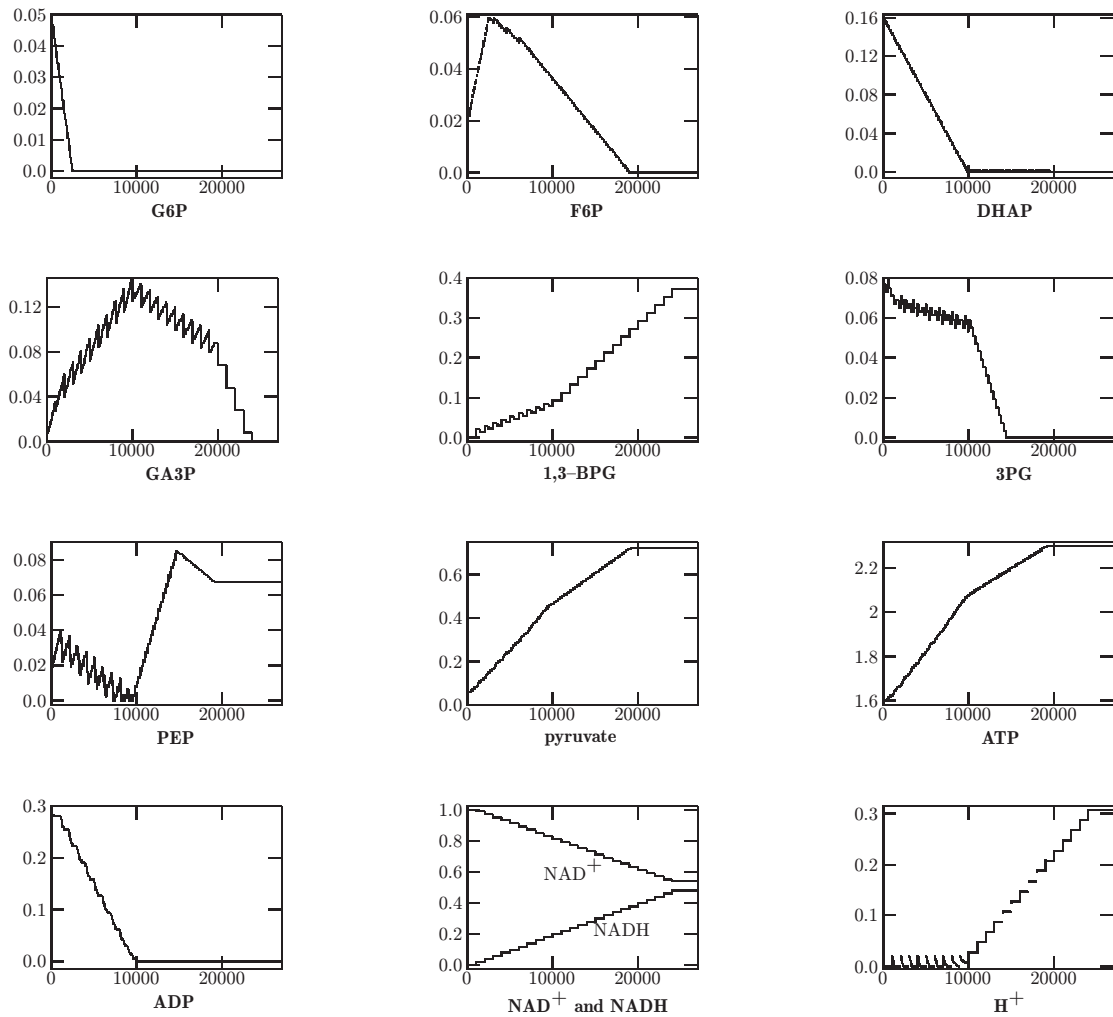 0.05
0.04
0.03
0.02
0.01
0.0
0 10000 20000
G6P
0.06
0.04
0.02
0.0
0 10000 20000
F6P
0.16
0.12
0.08
0.04
0.0
0 10000 20000
DHAP
0.12
0.08
0.04
0.0
0 10000 20000
GA3P
0.4
0.3
0.2
0.1
0.0
0 10000 20000
1,3–BPG
0.08
0.06
0.04
0.02
0.0
0 10000 20000
3PG
0.08
0.06
0.04
0.02
0.0
0 10000 20000
PEP
0.6
0.4
0.2
0.0
0 10000 20000
pyruvate
2.2
2
1.8
1.6
0 10000 20000
ATP
0.3
0.2
0.1
0.0
0 10000 20000
ADP
1.0
0.8
0.6
0.4
0.2
0.0
NAD+
NADH
0 10000 20000
NAD+ and NADH
0.3
0.2
0.1
0.0
0 10000 20000
H+